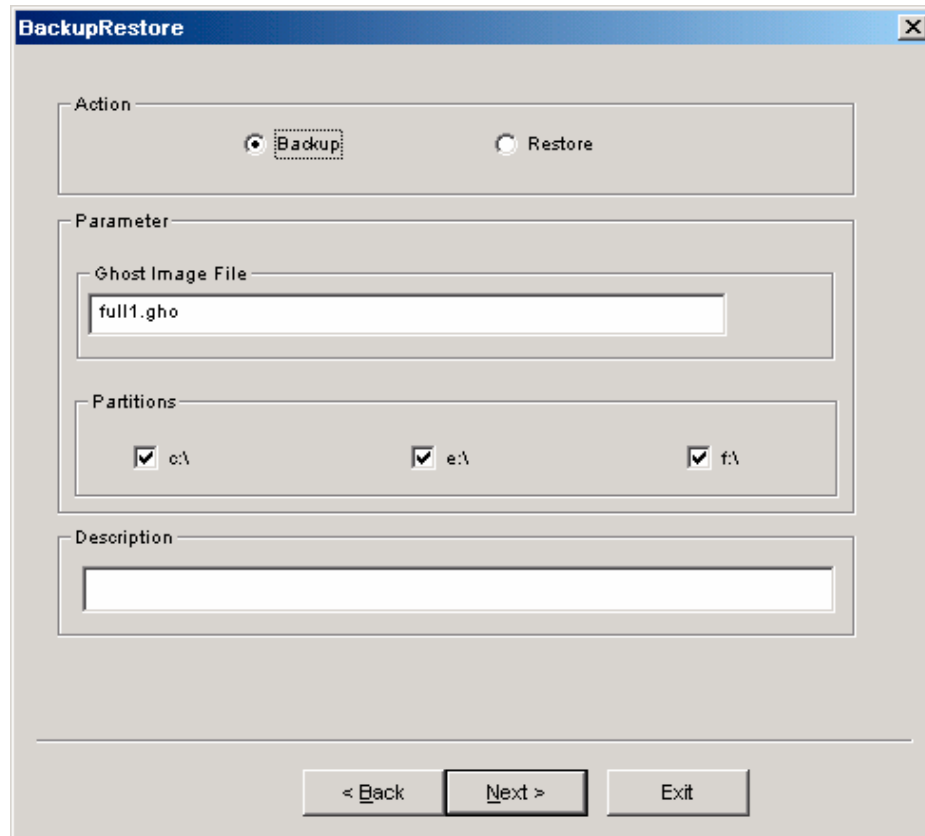 BackupRestore
Action
Backup
Restore
Parameter
Ghost Image File
full1.gho
Partitions
c:\
e:\
f:\
Description
< Back
Next >
Exit